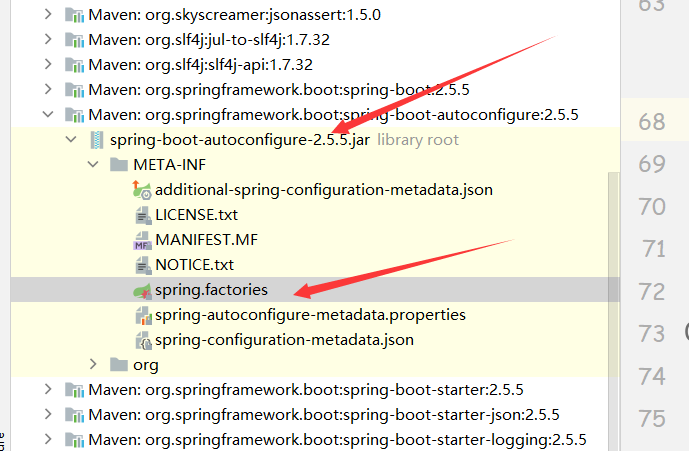 Maven: org.skyscreamer:jsonassert:1.5.0
Maven: org.slf4j:jul-to-slf4j:1.7.32
Maven: org.slf4j:slf4j-api:1.7.32
Maven: org.springframework.boot:spring-boot:2.5.5
Maven: org.springframework.boot:spring-boot-autoconfigure:2.5.5
spring-boot-autoconfigure-2.5.5.jar library root
META-INF
additional-spring-configuration-metadata.json
LICENSE.txt
MF MANIFEST.MF
NOTICE.txt
spring.factories
spring-autoconfigure-metadata.properties
spring-configuration-metadata.json
org
Maven: org.springframework.boot:spring-boot-starter:2.5.5
Maven: org.springframework.boot:spring-boot-starter-json:2.5.5
Maven: org.springframework.boot:spring-boot-starter-logging:2.5.5
63
68
69
70
71
72
73
74
75